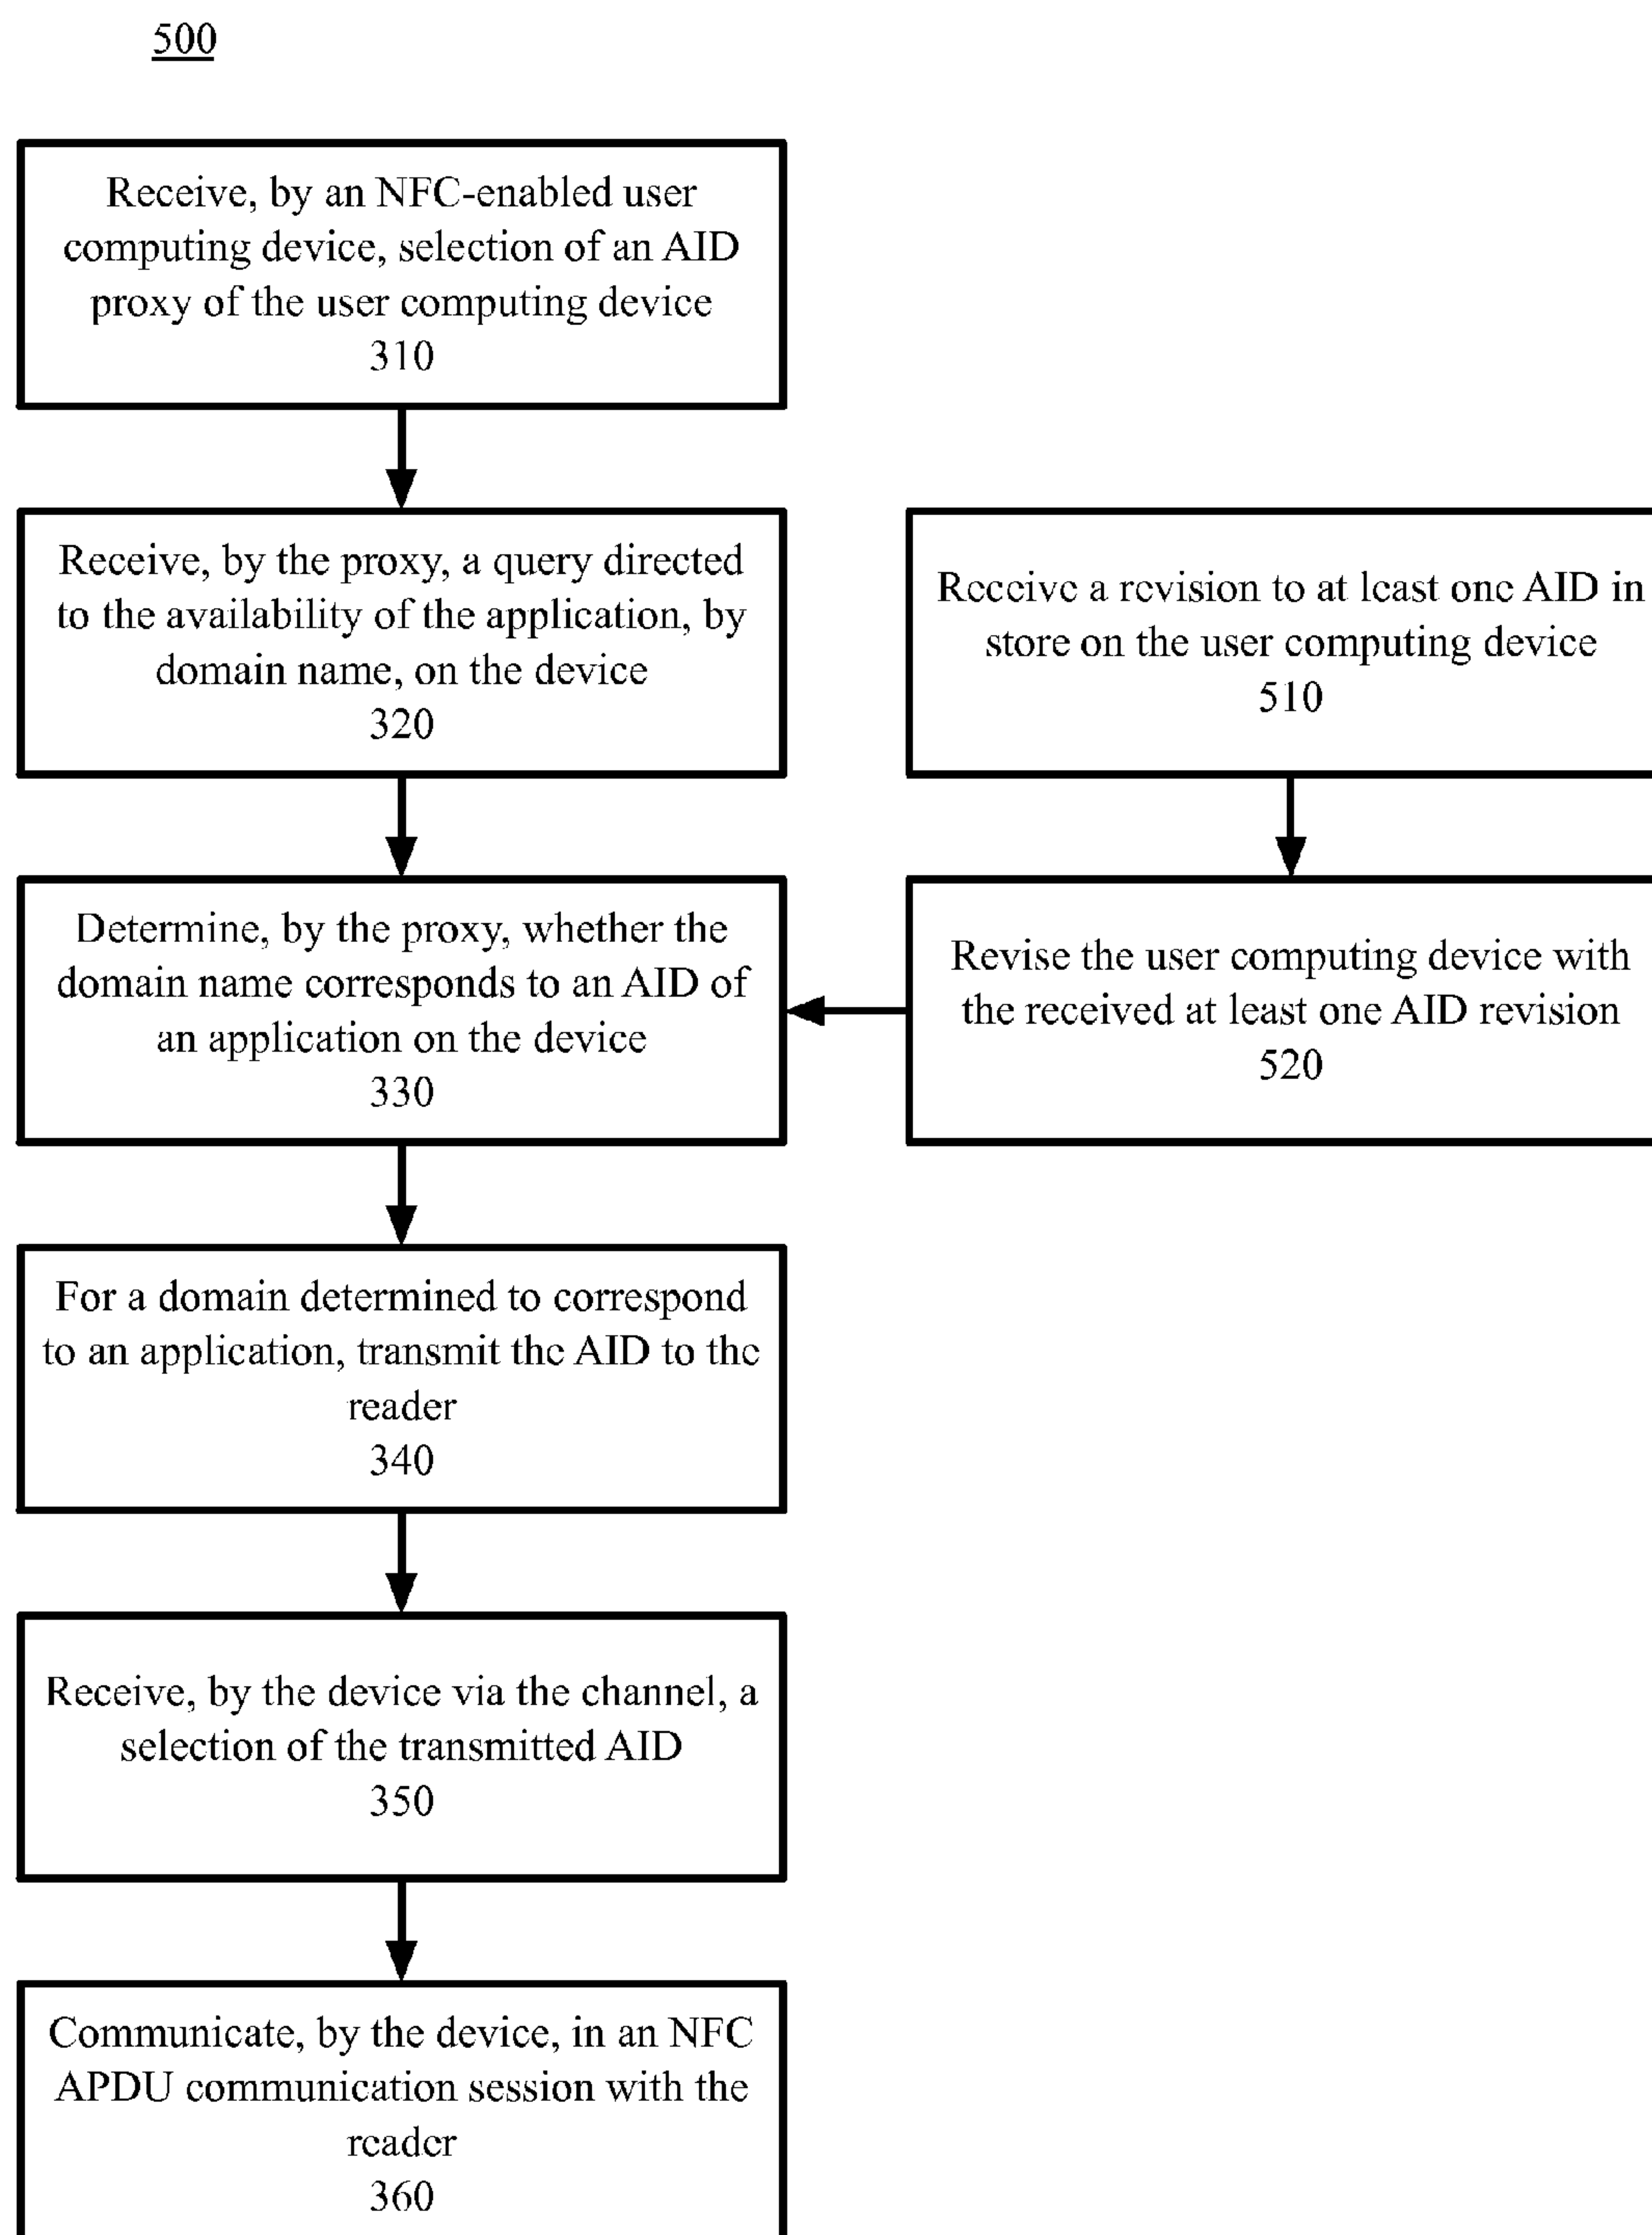 500
Receive, by an NFC-enabled user
computing device, selection of an AID
proxy of the user computing device
310
Receive, by the proxy, a query directed
to the availability of the application, by
domain name, on the device
320
Receive a revision to at least one AID in
store on the user computing device
510
Determine, by the proxy, whether the
domain name corresponds to an AID of
an application on the device
330
Revise the user computing device with
the received at least one AID revision
520
For a domain determined to correspond
to an application, transmit the AID to the
reader
340
Receive, by the device via the channel, a
selection of the transmitted AID
350
Communicate, by the device, in an NFC
APDU communication session with the
reader
360